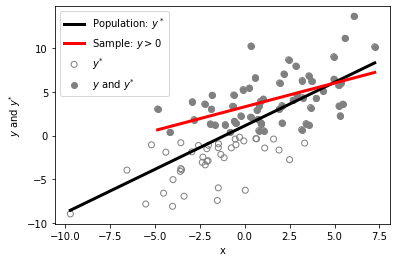 Population: y*
Sample: y > 0
y*
y and y*
10
5
0
−5
−10
y and y*
−10.0 −7.5 −5.0 −2.5 0.0 2.5 5.0 7.5
x